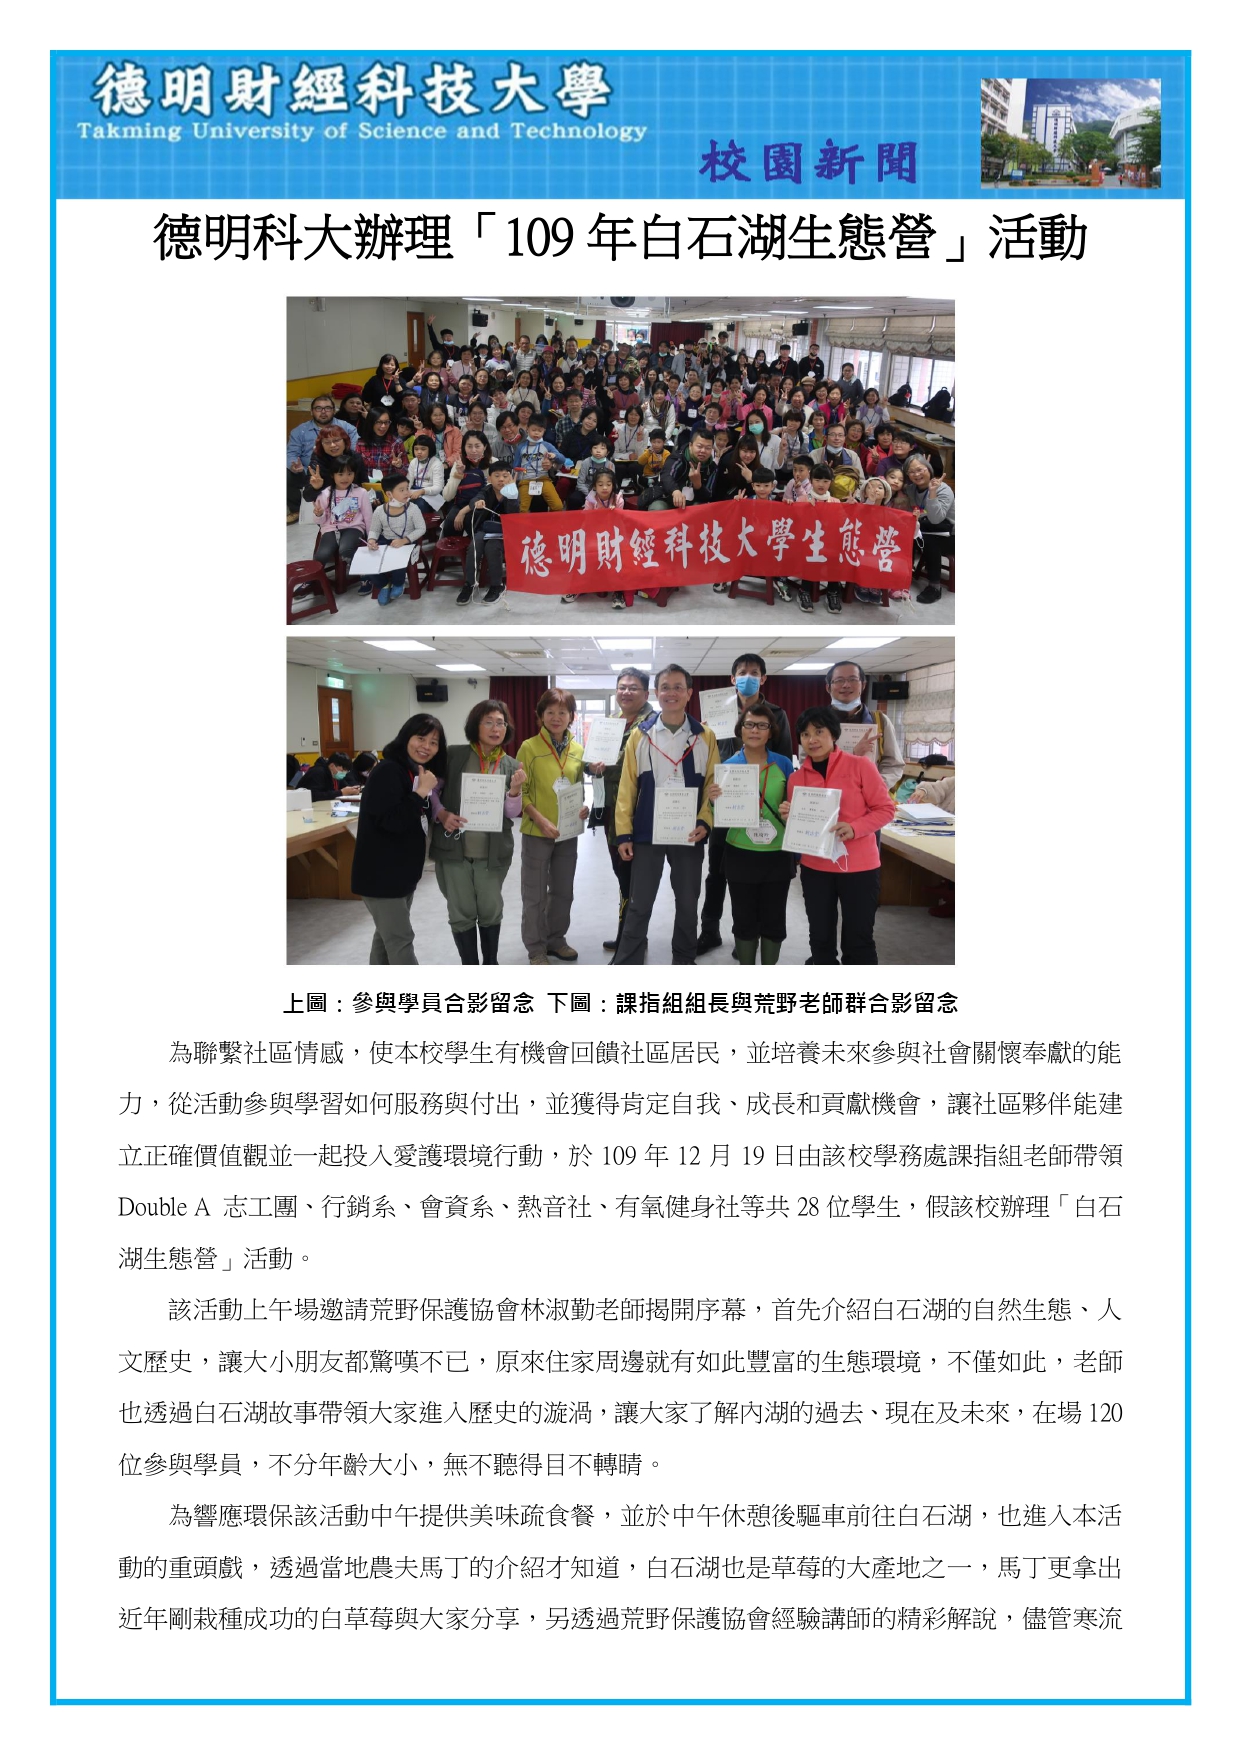 德明財經科技大學
Takming University of Science and Technology
校園新聞
德明科大辦理「109 年白石湖生態營」活動
德明財經科技大學生態營
上圖：參與學員合影留念 下圖：課指組組長與荒野老師群合影留念
為聯繫社區情感，使本校學生有機會回饋社區居民，並培養未來參與社會關懷奉獻的能
力，從活動參與學習如何服務與付出，並獲得肯定自我、成長和貢獻機會，讓社區夥伴能建
立正確價值觀並一起投入愛護環境行動，於 109 年 12 月 19 日由該校學務處課指組老師帶領
Double A 志工團、行銷系、會資系、熱音社、有氧健身社等共 28 位學生，假該校辦理「白石
湖生態營」活動。
該活動上午場邀請荒野保護協會林淑勤老師揭開序幕，首先介紹白石湖的自然生態、人
文歷史，讓大小朋友都驚嘆不已，原來住家周邊就有如此豐富的生態環境，不僅如此，老師
也透過白石湖故事帶領大家進入歷史的漩渦，讓大家了解內湖的過去、現在及未來，在場 120
位參與學員，不分年齡大小，無不聽得目不轉睛。
為響應環保該活動中午提供美味疏食餐，並於中午休憩後驅車前往白石湖，也進入本活
動的重頭戲，透過當地農夫馬丁的介紹才知道，白石湖也是草莓的大產地之一，馬丁更拿出
近年剛栽種成功的白草莓與大家分享，另透過荒野保護協會經驗講師的精彩解說，儘管寒流